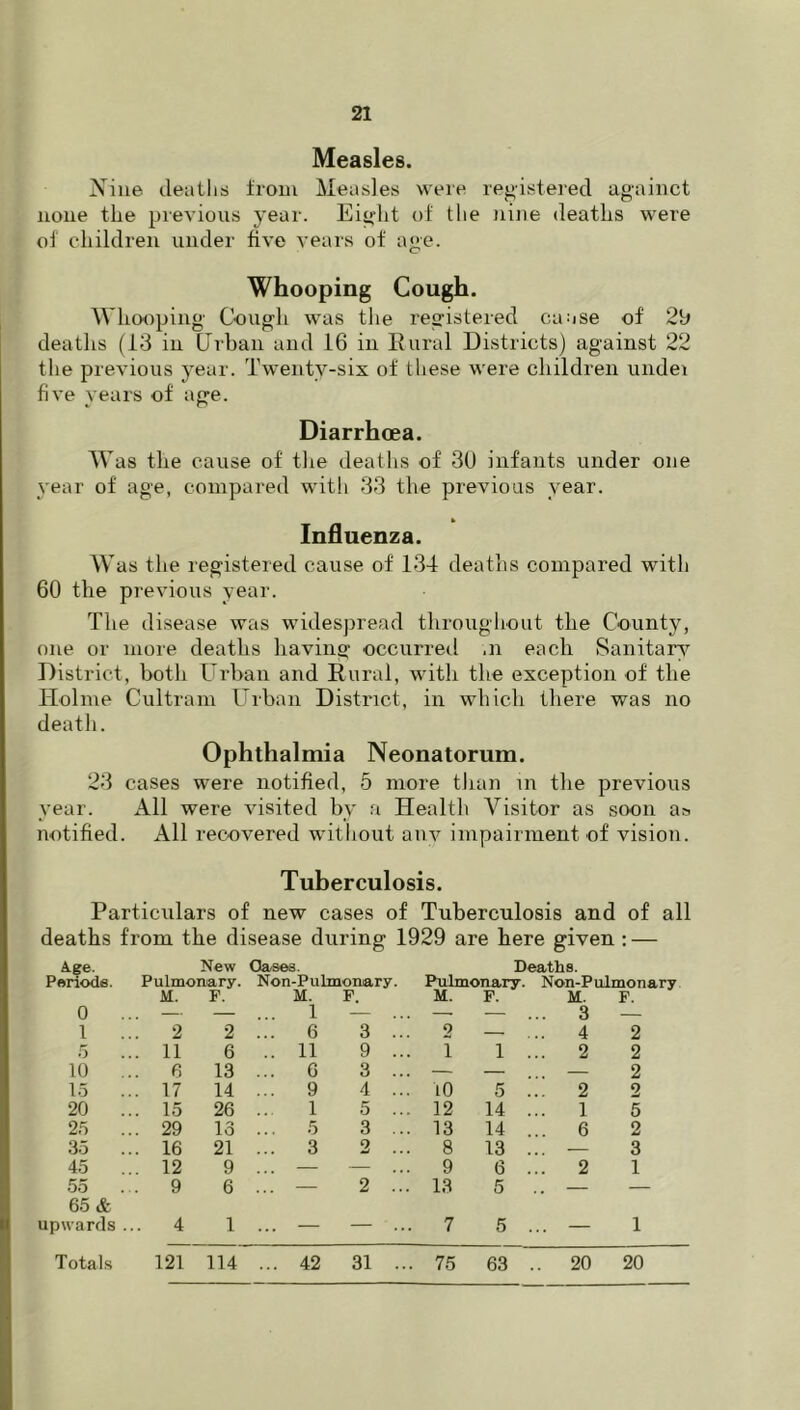 21
Measles.
Nine deaths from Measles were registered againct
none the previous year. Eight of the nine deaths were
of children under five years of age.
Whooping Cough.
Whooping Cough was the registered cause of 29
deaths (13 in Urban and 16 in Rural Districts) against 22
the previous year. Twenty-six of these were children under
five years of age.
Diarrhœa.
Was the cause of the deaths of 30 infants under one
year of age, compared with 33 the previous year.
Influenza.
Was the registered cause of 134 deaths compared with
60 the previous year.
The disease was widespread throughout the County,
one or more deaths having occurred in each Sanitary
District, both Urban and Rural, with the exception of the
Holme Cultram Urban District, in which there was no
death.
Ophthalmia Neonatorum.
23 cases were notified, 5 more than in the previous
year. All were visited by a Health Visitor as soon as
notified. All recovered without any impairment of vision.
Tuberculosis.
Particulars of new cases of Tuberculosis and of all
deaths from the disease during 1929 are here given :—
Age. New Cases. Deaths.
Periods. Pulmonary. Non-Pulmonary. Pulmonary. Non-Pulmonary
M. F. M. F. M. F. M. F.
0 ... — — ... 1 — ... — — ... 3 —
1 ... 2 2 ... 6 3 ... 2 — ... 4 2
5 ... 11 6 .. 11 9 ... 1 1 ... 2 2
10 ... 6 13 ... 6 3 ... — — ... — 2
15 ... 17 14 ... 9 4 ... 10 5 ... 2 2
20 ... 15 26 ... 1 5 ... 12 14 ... 1 5
25 ... 29 13 ... 5 3 ... 13 14 ... 6 2
35 ... 16 21 ... 3 2 ... 8 13 ... — 3
45 ... 12 9 ... — — ... 9 6 ... 2 1
55 ... 9 6 ... — 2 ... 13 5 .. — —
65 &
upwards ... 4 1 ... — — ... 7 5 ... — 1
Totals 121 114 ... 42 31 ... 75 63 .. 20 20